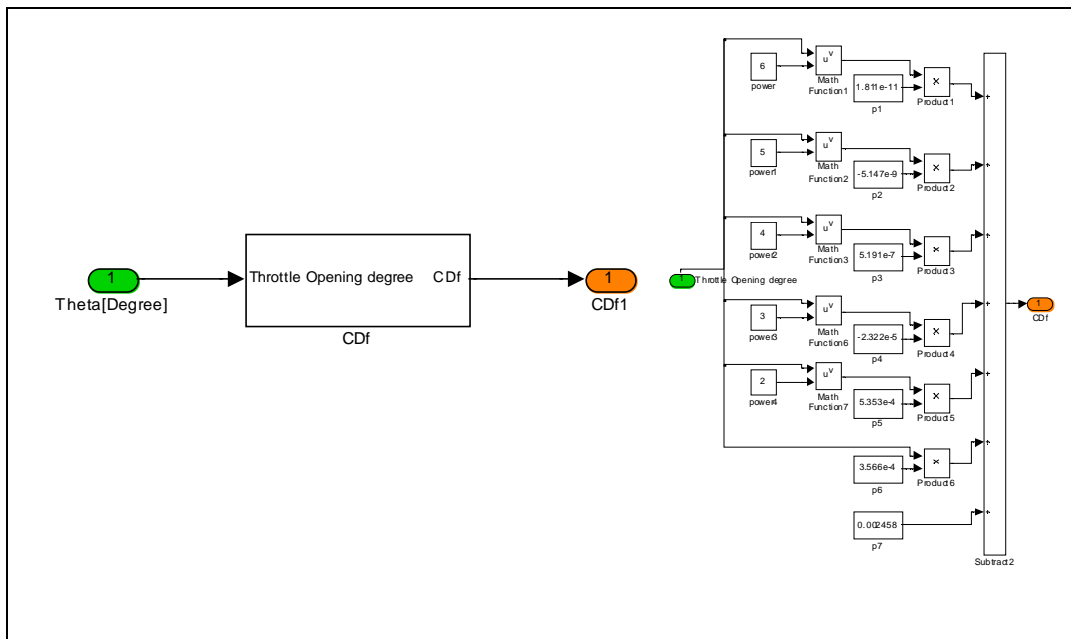 1
Theta[Degree]
Throttle Opening degree
CDf
CDf
1
CDf1
1
Throttle Opening degree
6
power
u^v
Math
Function1
1.811e-11
p1
×
Product1
5
power1
u^v
Math
Function2
-5.147e-9
p2
×
Product2
4
power2
u^v
Math
Function3
5.191e-7
p3
×
Product3
3
power3
u^v
Math
Function6
-2.322e-5
p4
×
Product4
2
power4
u^v
Math
Function7
5.353e-4
p5
×
Product5
3.566e-4
p6
×
Product6
0.002458
p7
+
+
+
+
+
+
+
Subtract2
1
CDf